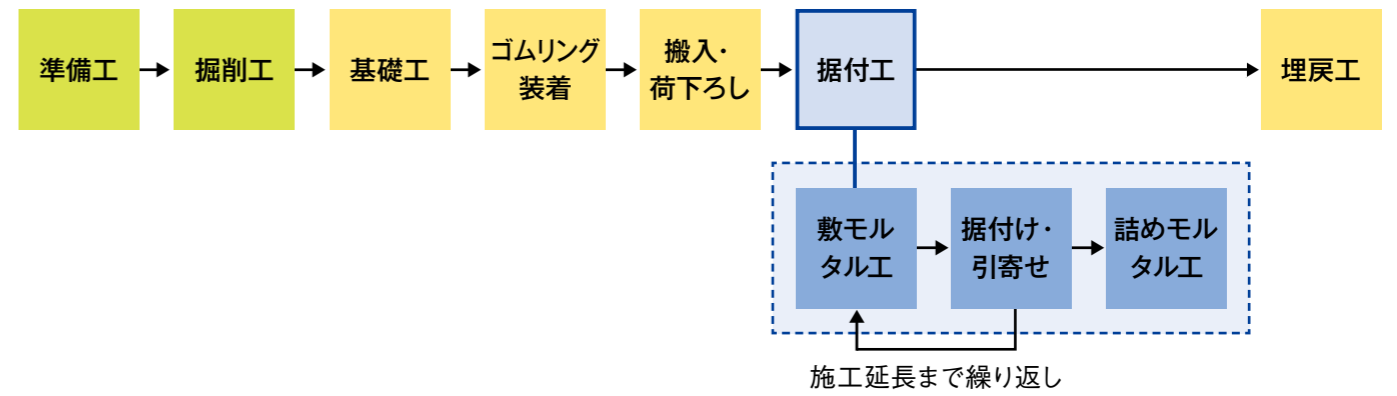 準備工
掘削工
基礎工
ゴムリング
装着
搬入・
荷下ろし
据付工
埋戻工
敷モル
タル工
据付け・
引寄せ
詰めモル
タル工
施工延長まで繰り返し